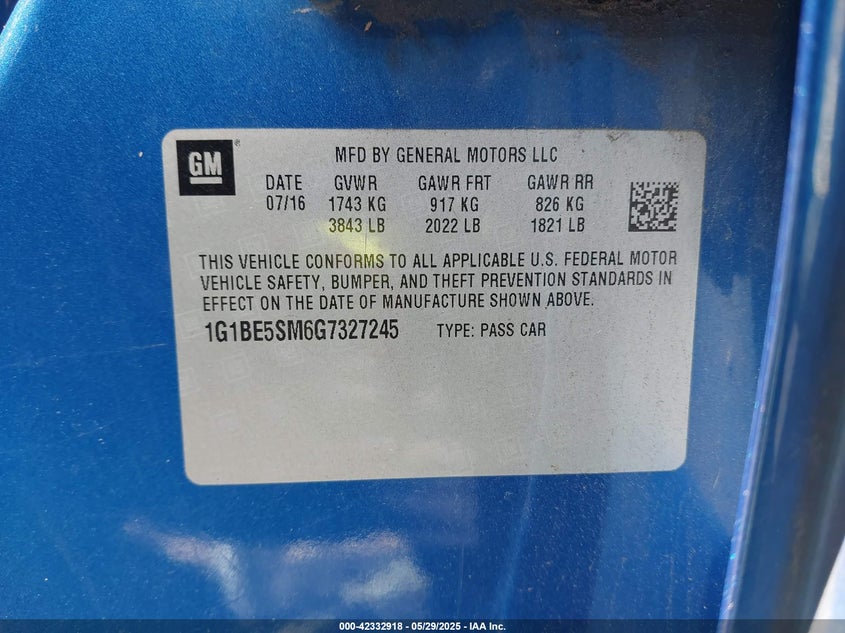 GM
MFD BY GENERAL MOTORS LLC
DATE GVWR GAWR FRT GAWR RR
07/16 1743 KG 917 KG 826 KG
3843 LB 2022 LB 1821 LB
THIS VEHICLE CONFORMS TO ALL APPLICABLE U.S. FEDERAL MOTOR
VEHICLE SAFETY, BUMPER, AND THEFT PREVENTION STANDARDS IN
EFFECT ON THE DATE OF MANUFACTURE SHOWN ABOVE.
1G1BE5SM6G7327245 TYPE: PASS CAR
000-42332918 - 05/29/2025 - IAA Inc.